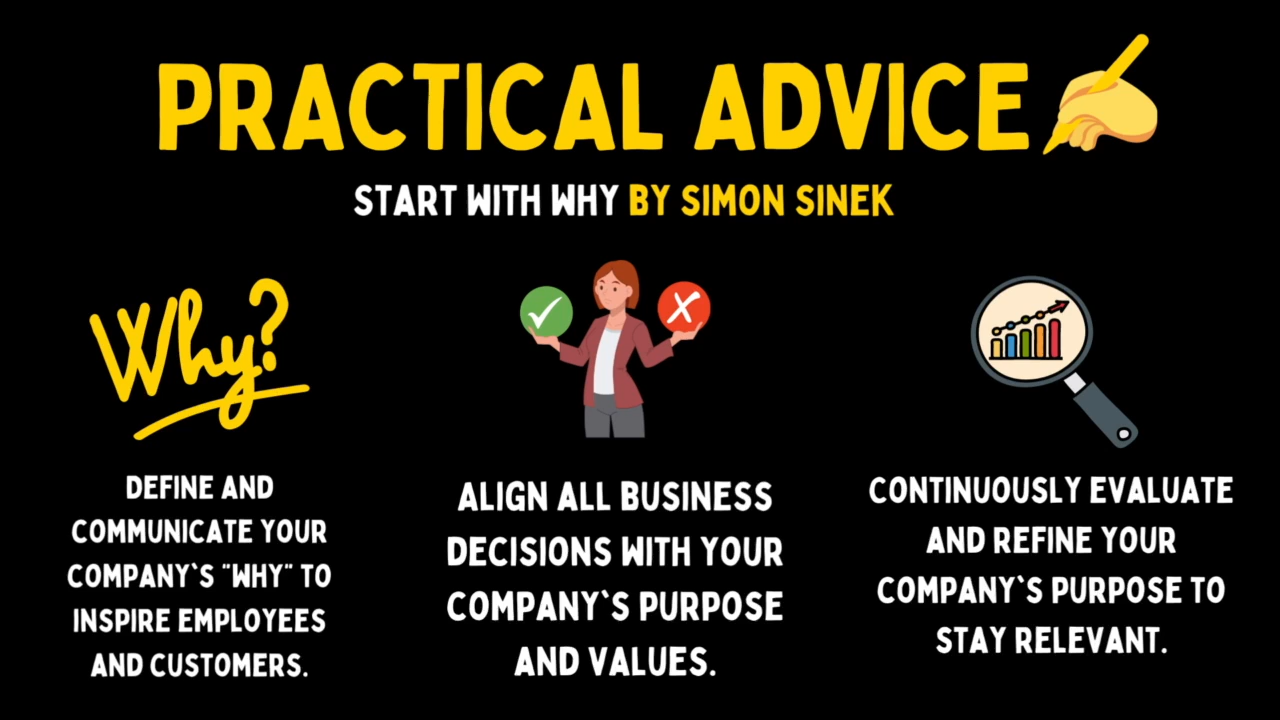 PRACTICAL ADVICE
START WITH WHY BY SIMON SINEK
Why?
DEFINE AND
COMMUNICATE YOUR
COMPANY`S "WHY" TO
INSPIRE EMPLOYEES
AND CUSTOMERS.
ALIGN ALL BUSINESS
DECISIONS WITH YOUR
COMPANY`S PURPOSE
AND VALUES.
CONTINUOUSLY EVALUATE
AND REFINE YOUR
COMPANY`S PURPOSE TO
STAY RELEVANT.